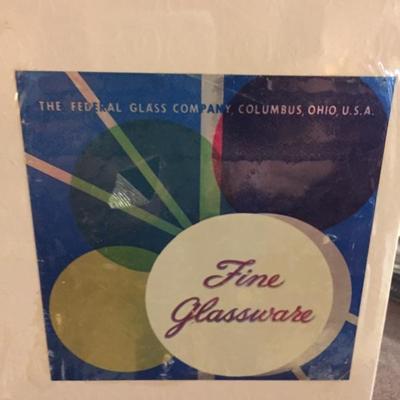 THE FEDERAL GLASS COMPANY, COLUMBUS, OHIO, U.S.A.
Fine
Glassware